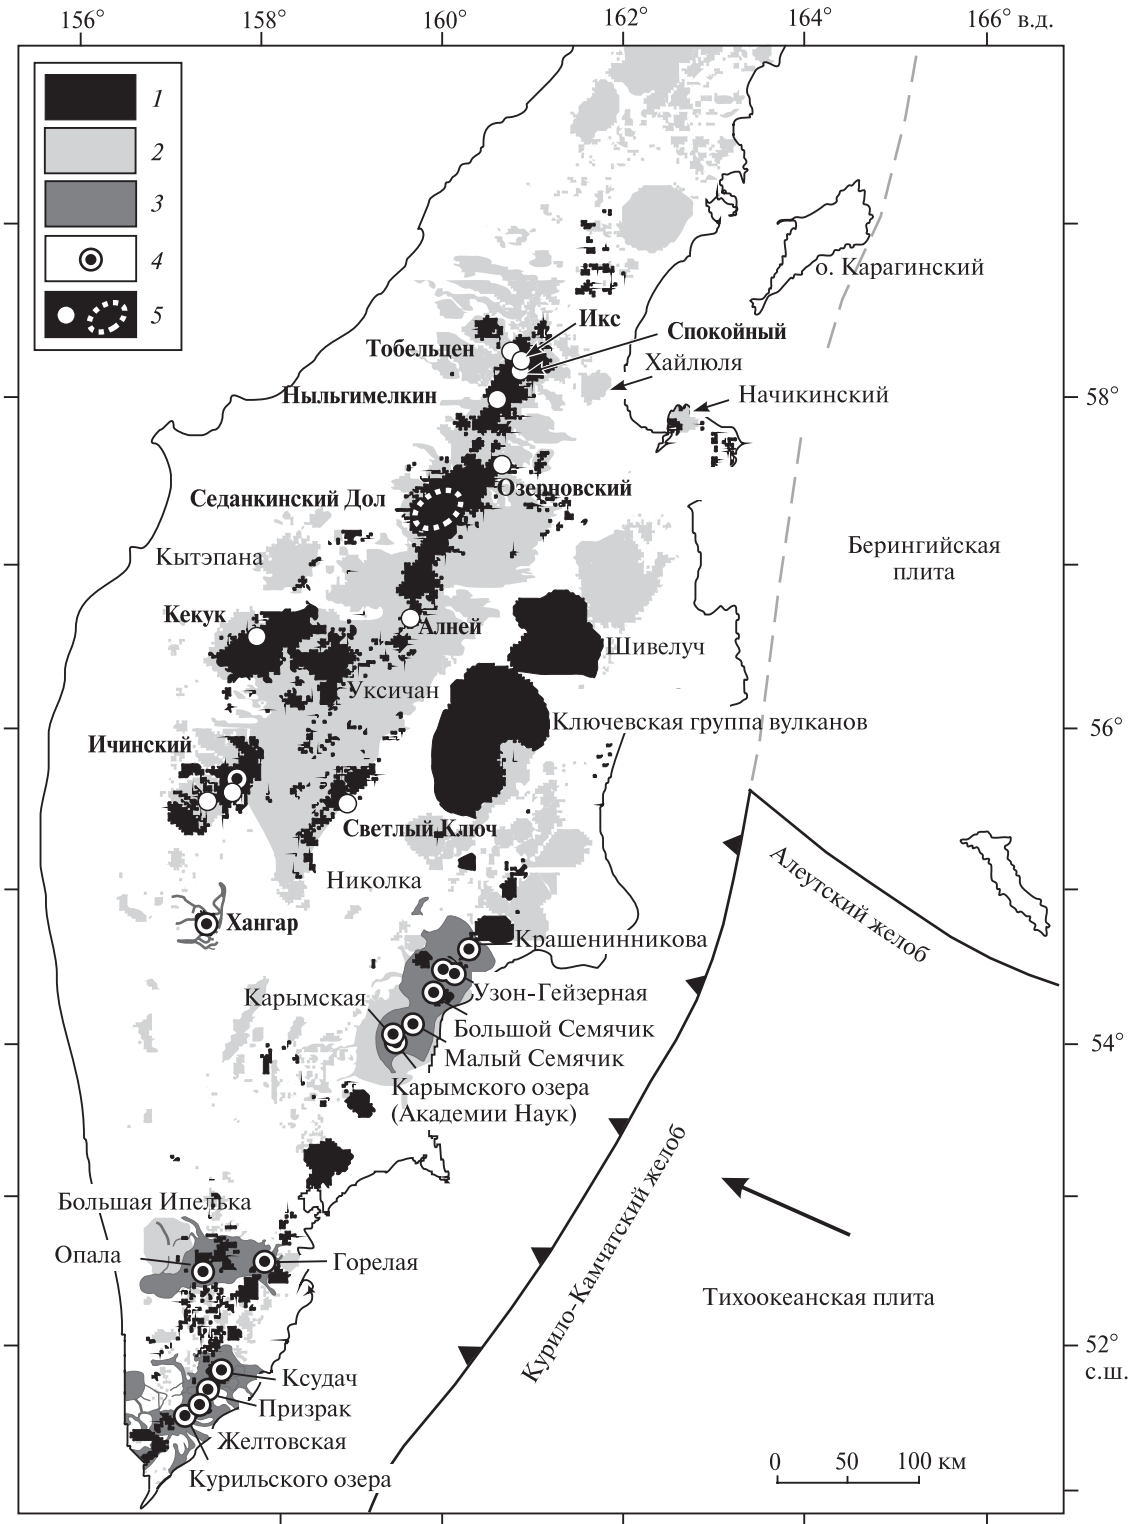 156°
158°
160°
162°
164°
166° в.д.
1
2
3
4
5
о. Карагинский
Икс
Спокойный
Тобельцен
Хайлюля
Ныльгимелкин
Начикинский
58°
Седанкинский Дол
Озерновский
Кытэпана
Берингийская
плита
Кекук
Алней
Шивелуч
Уксичан
Ключевская группа вулканов
56°
Ичинский
Светлый Ключ
Николка
Алеутский желоб
Хангар
Крашенинникова
Узон-Гейзерная
Карымская
Большой Семячик
Малый Семячик
54°
Карымского озера
(Академии Наук)
Большая Ипелька
Опала
Горелая
Курило-Камчатский желоб
Тихоокеанская плита
52°
с.ш.
Ксудач
Призрак
Желтовская
Курильского озера
0 50 100 км